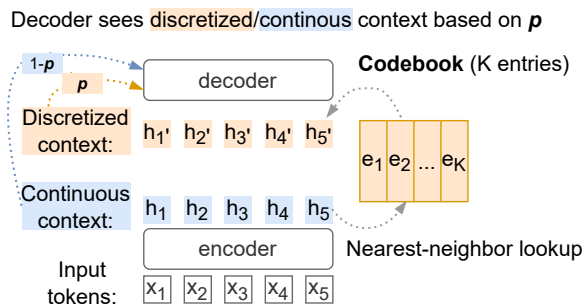 Decoder sees discretized/continous context based on p
1-p
p
decoder
Codebook (K entries)
Discretized context:
h1' h2' h3' h4' h5'
e1 e2 ... eK
Continuous context:
h1 h2 h3 h4 h5
encoder
Nearest-neighbor lookup
Input tokens:
x1 x2 x3 x4 x5